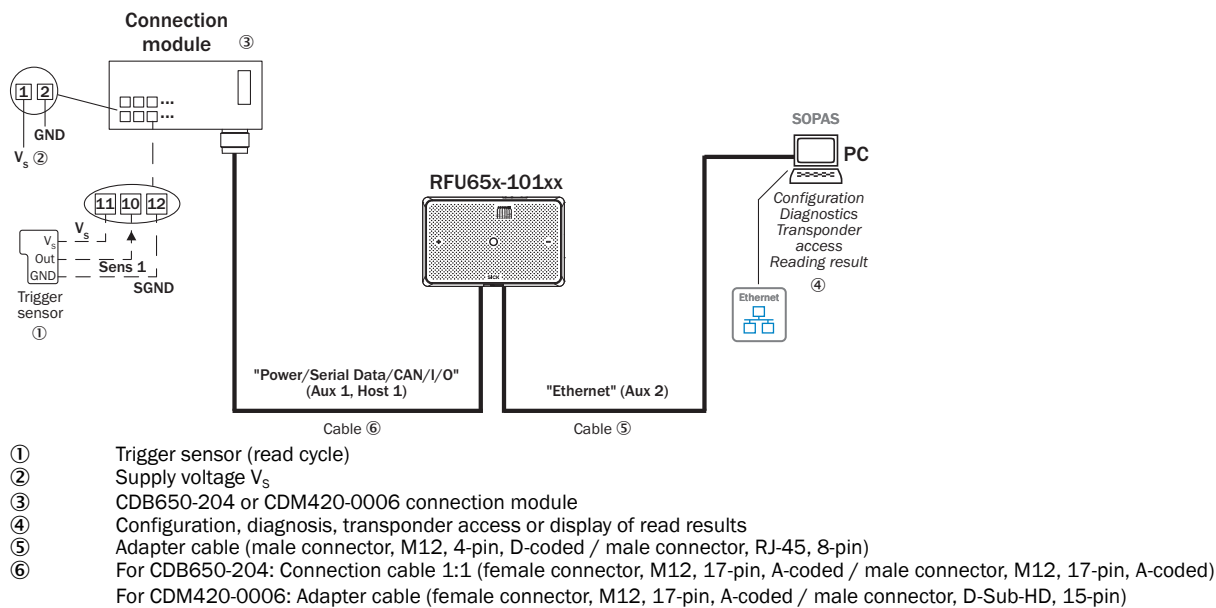 Connection
module ③
1 2
GND
Vs ②
...
...
11 10 12
Vs
Vs
Out
Sens 1
GND
SGND
Trigger
sensor
①
RFU65x-101xx
SICK
SOPAS
PC
Configuration
Diagnostics
Transponder
access
Reading result
④
Ethernet
"Power/Serial Data/CAN/I/O"
(Aux 1, Host 1)
"Ethernet" (Aux 2)
Cable ⑥
Cable ⑤
① Trigger sensor (read cycle)
② Supply voltage VS
③ CDB650-204 or CDM420-0006 connection module
④ Configuration, diagnosis, transponder access or display of read results
⑤ Adapter cable (male connector, M12, 4-pin, D-coded / male connector, RJ-45, 8-pin)
⑥ For CDB650-204: Connection cable 1:1 (female connector, M12, 17-pin, A-coded / male connector, M12, 17-pin, A-coded)
For CDM420-0006: Adapter cable (female connector, M12, 17-pin, A-coded / male connector, D-Sub-HD, 15-pin)